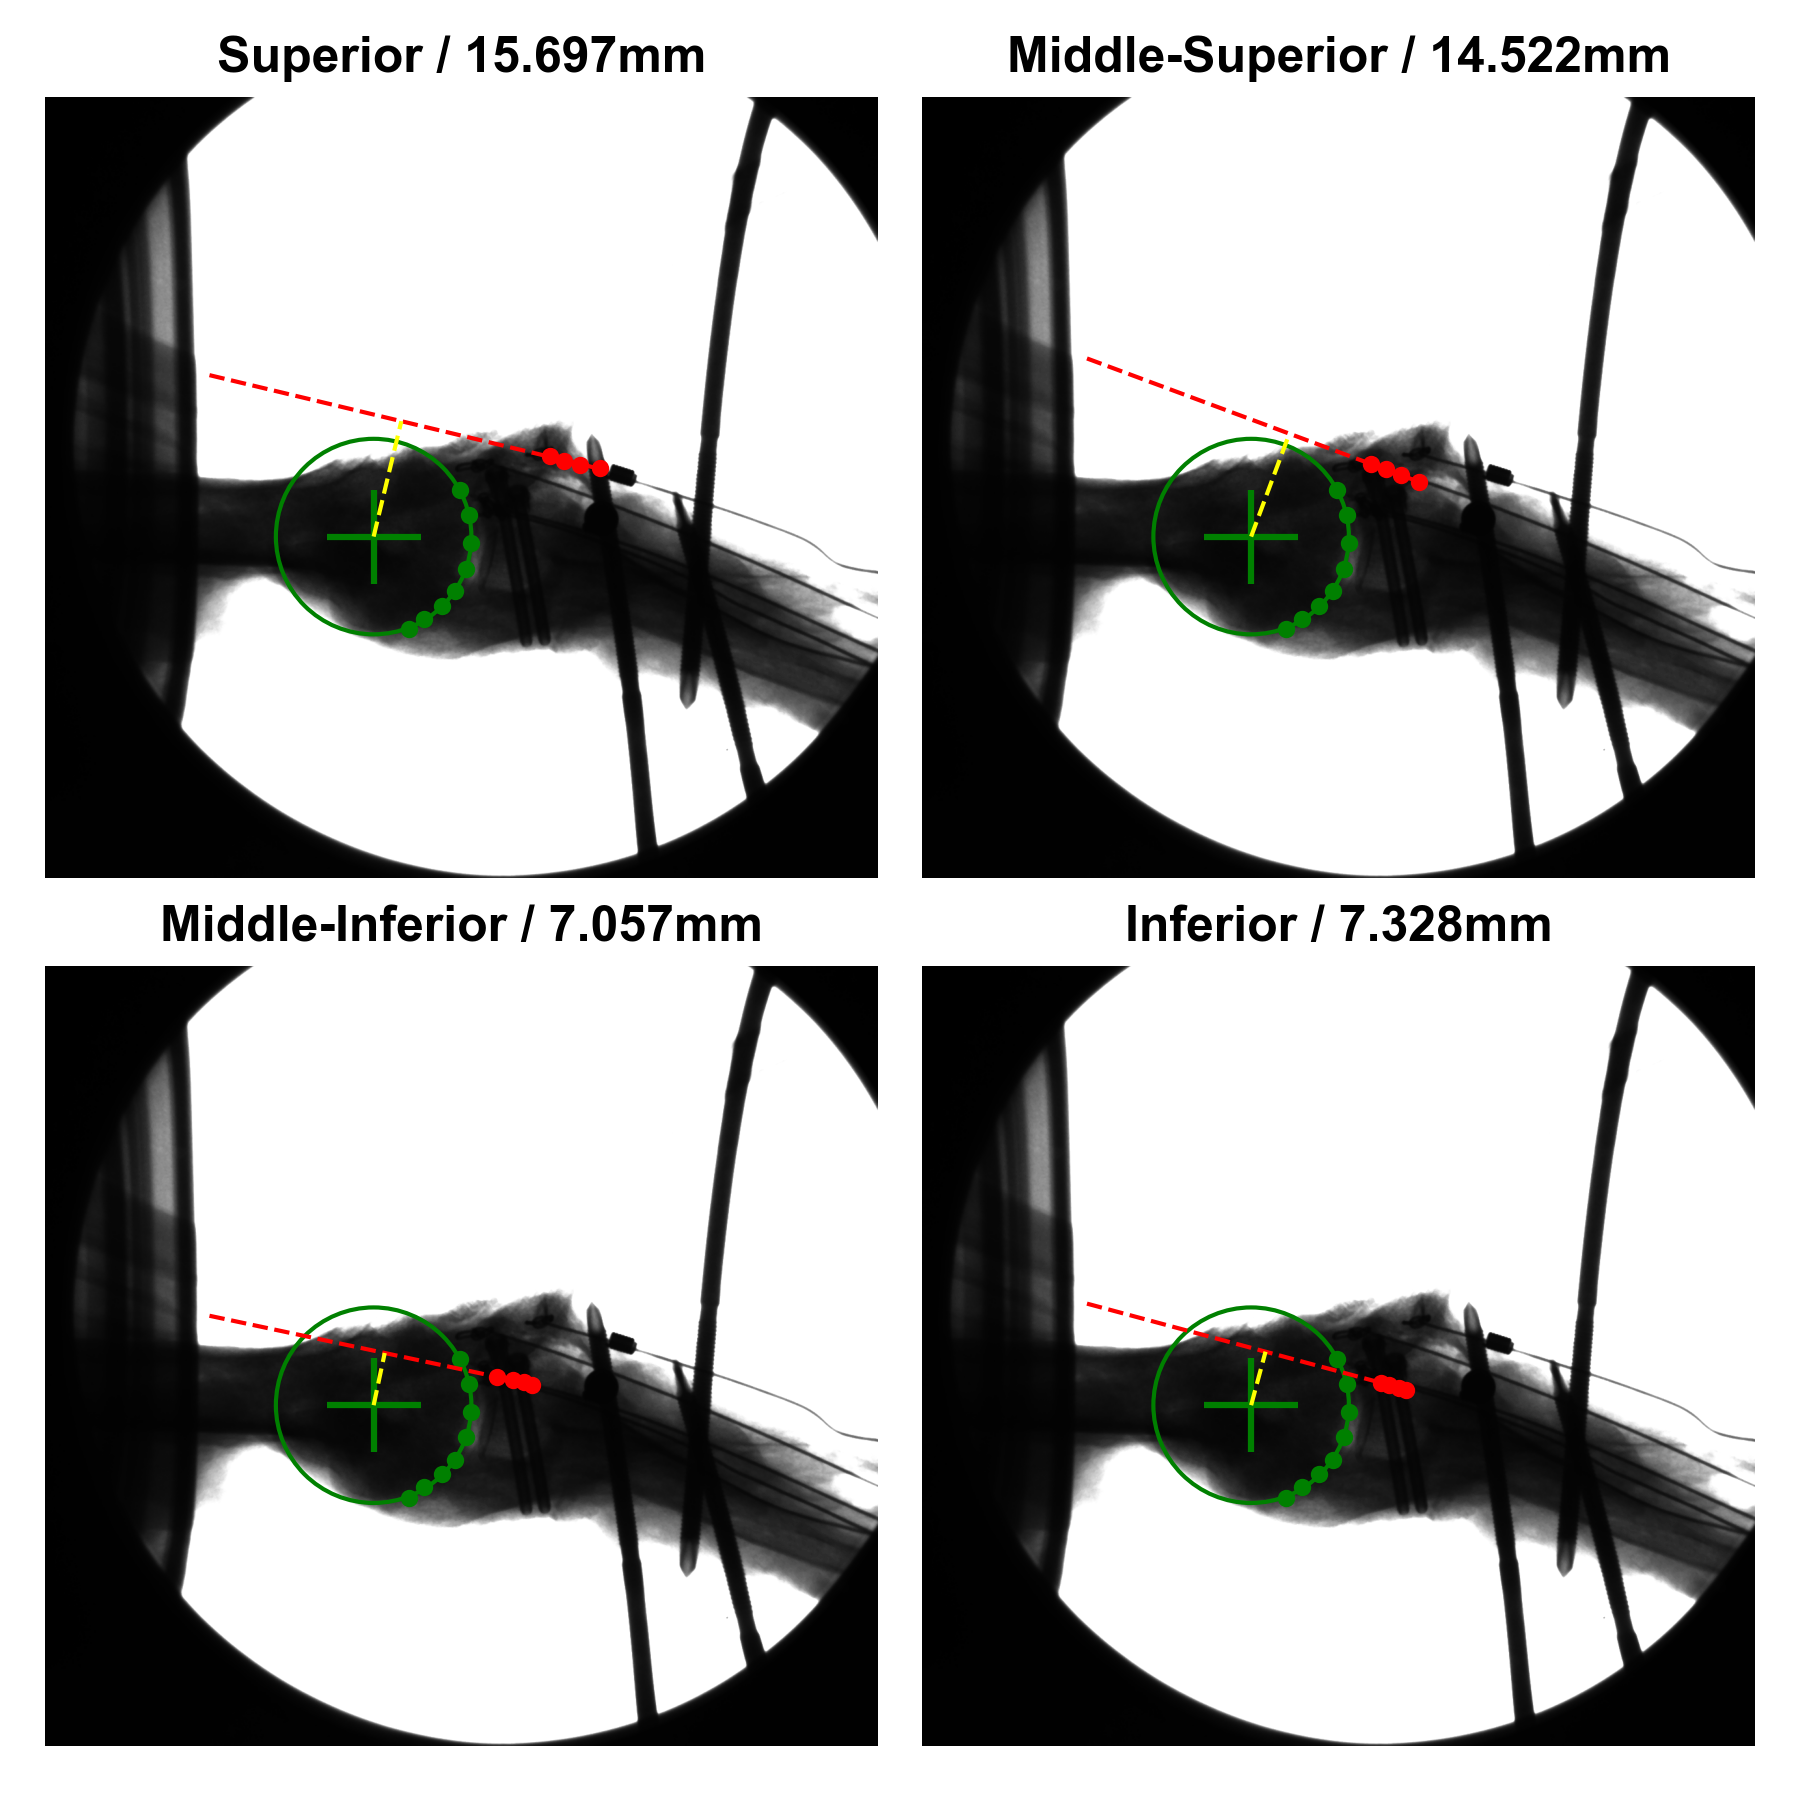 Superior / 15.697mm
Middle-Superior / 14.522mm
Middle-Inferior / 7.057mm
Inferior / 7.328mm